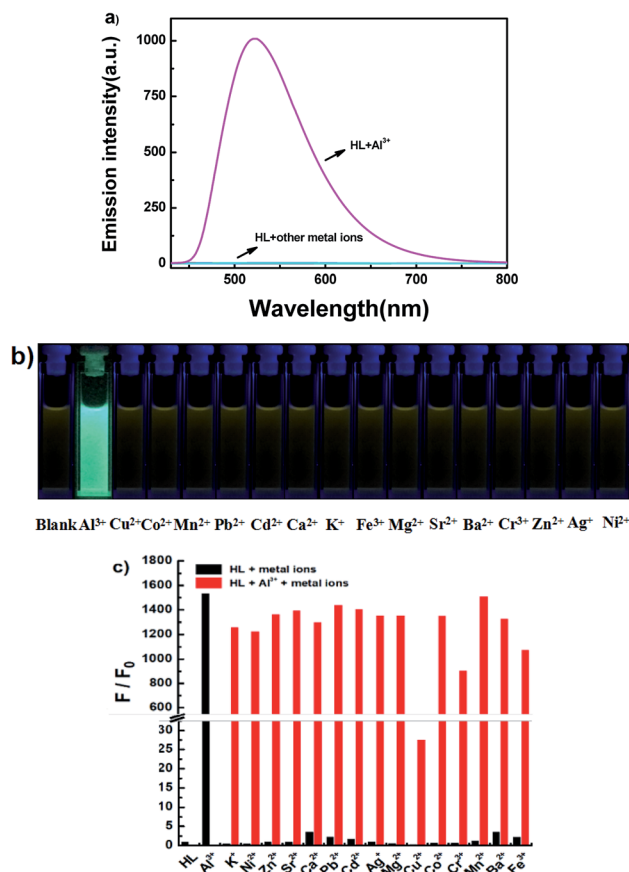 a)
1000
750
500
250
0
Emission intensity(a.u.)
HL+Al³⁺
HL+other metal ions
500 600 700 800
Wavelength(nm)
b)
Blank Al³⁺ Cu²⁺ Co²⁺ Mn²⁺ Pb²⁺ Cd²⁺ Ca²⁺ K⁺ Fe³⁺ Mg²⁺ Sr²⁺ Ba²⁺ Cr³⁺ Zn²⁺ Ag⁺ Ni²⁺
c)
HL + metal ions
HL + Al³⁺ + metal ions
1800
1600
1400
1200
1000
800
600
30
25
20
15
10
5
0
F / F₀
HL Al³⁺ K⁺ Ni²⁺ Zn²⁺ Sr²⁺ Ca²⁺ Pb²⁺ Cd²⁺ Ag⁺ Mg²⁺ Cu²⁺ Co²⁺ Cr³⁺ Mn²⁺ Ba²⁺ Fe³⁺